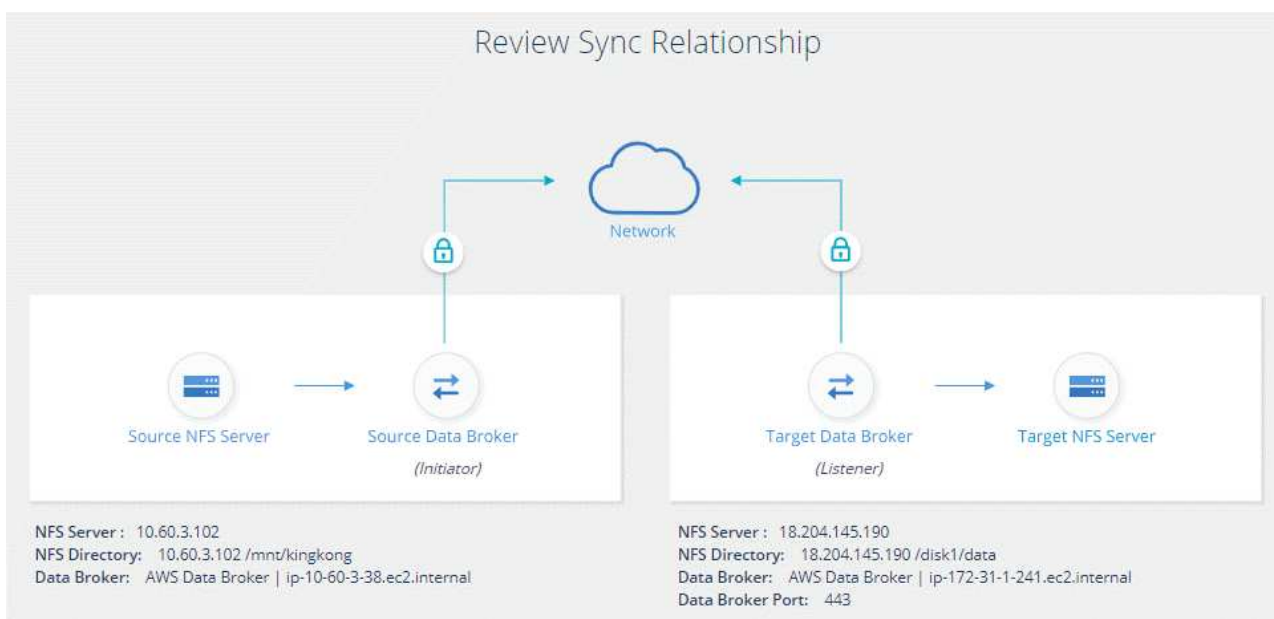 Review Sync Relationship
Network
Source NFS Server
Source Data Broker
(Initiator)
Target Data Broker
(Listener)
Target NFS Server
NFS Server : 10.60.3.102
NFS Directory: 10.60.3.102 /mnt/kingkong
Data Broker: AWS Data Broker | ip-10-60-3-38.ec2.internal
NFS Server : 18.204.145.190
NFS Directory: 18.204.145.190 /disk1/data
Data Broker: AWS Data Broker | ip-172-31-1-241.ec2.internal
Data Broker Port: 443